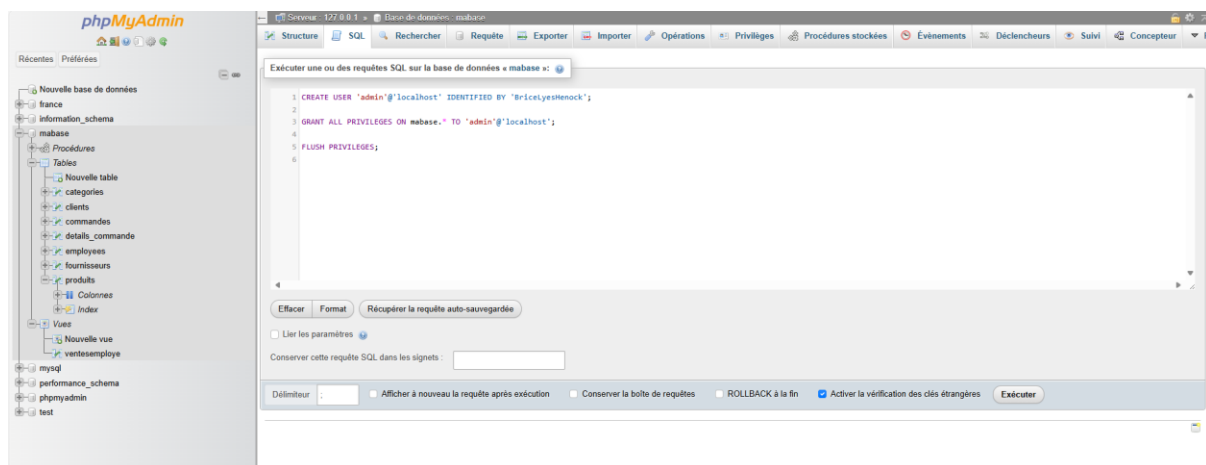 phpMyAdmin
Récentes Préférées
Nouvelle base de données
france
information_schema
mabase
Procédures
Tables
Nouvelle table
categories
clients
commandes
details_commande
employees
fournisseurs
produits
Colonnes
Index
Vues
Nouvelle vue
ventesemploye
mysql
performance_schema
phpmyadmin
test
Serveur : 127.0.0.1 » Base de données : mabase
Structure SQL Rechercher Requête Exporter Importer Opérations Privilèges Procédures stockées Évènements Déclencheurs Suivi Concepteur
Exécuter une ou des requêtes SQL sur la base de données « mabase »:
1 CREATE USER 'admin'@'localhost' IDENTIFIED BY 'BriceLyesHenock';
2
3 GRANT ALL PRIVILEGES ON mabase.* TO 'admin'@'localhost';
4
5 FLUSH PRIVILEGES;
6
Effacer Format Récupérer la requête auto-sauvegardée
Lier les paramètres
Conserver cette requête SQL dans les signets :
Délimiteur ; Afficher à nouveau la requête après exécution Conserver la boîte de requêtes ROLLBACK à la fin Activer la vérification des clés étrangères Exécuter